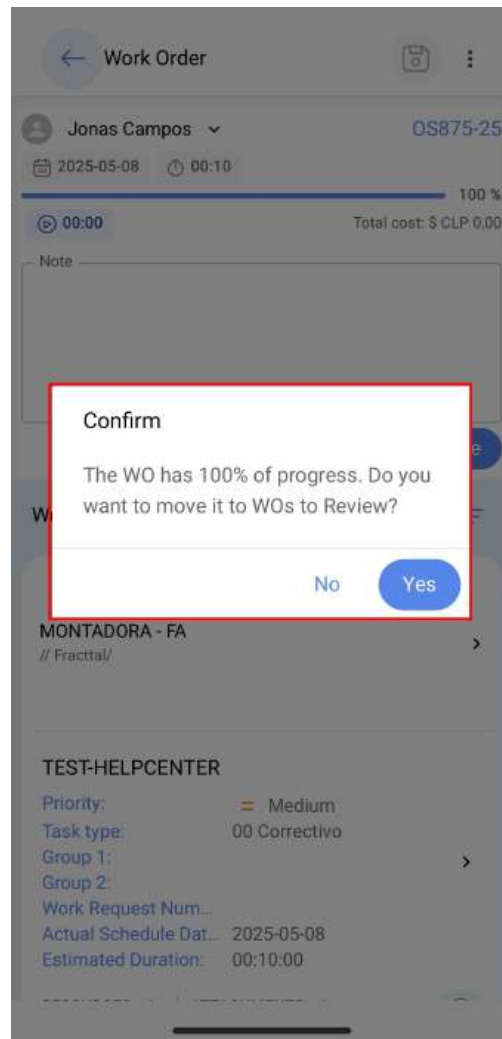 Work Order
Jonas Campos
OS875-25
2025-05-08 00:10
100 %
00:00
Total cost: $ CLP 0,00
Note
Confirm
The WO has 100% of progress. Do you
want to move it to WOs to Review?
No Yes
MONTADORA - FA
// Fracttal/
TEST-HELPCENTER
Priority: Medium
Task type: 00 Correctivo
Group 1:
Group 2:
Work Request Num...
Actual Schedule Dat... 2025-05-08
Estimated Duration: 00:10:00